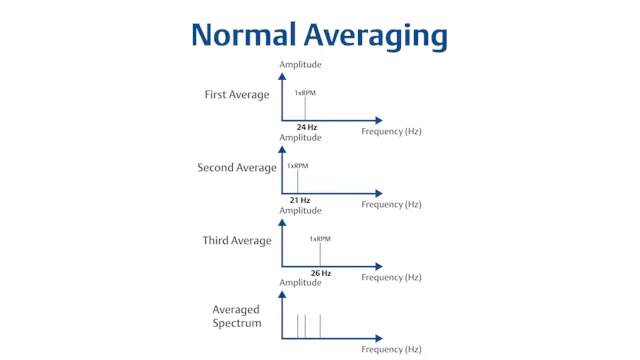 Normal Averaging
Amplitude
First Average
1xRPM
24 Hz
Frequency (Hz)
Amplitude
Second Average
1xRPM
21 Hz
Frequency (Hz)
Amplitude
Third Average
1xRPM
26 Hz
Frequency (Hz)
Amplitude
Averaged
Spectrum
Frequency (Hz)